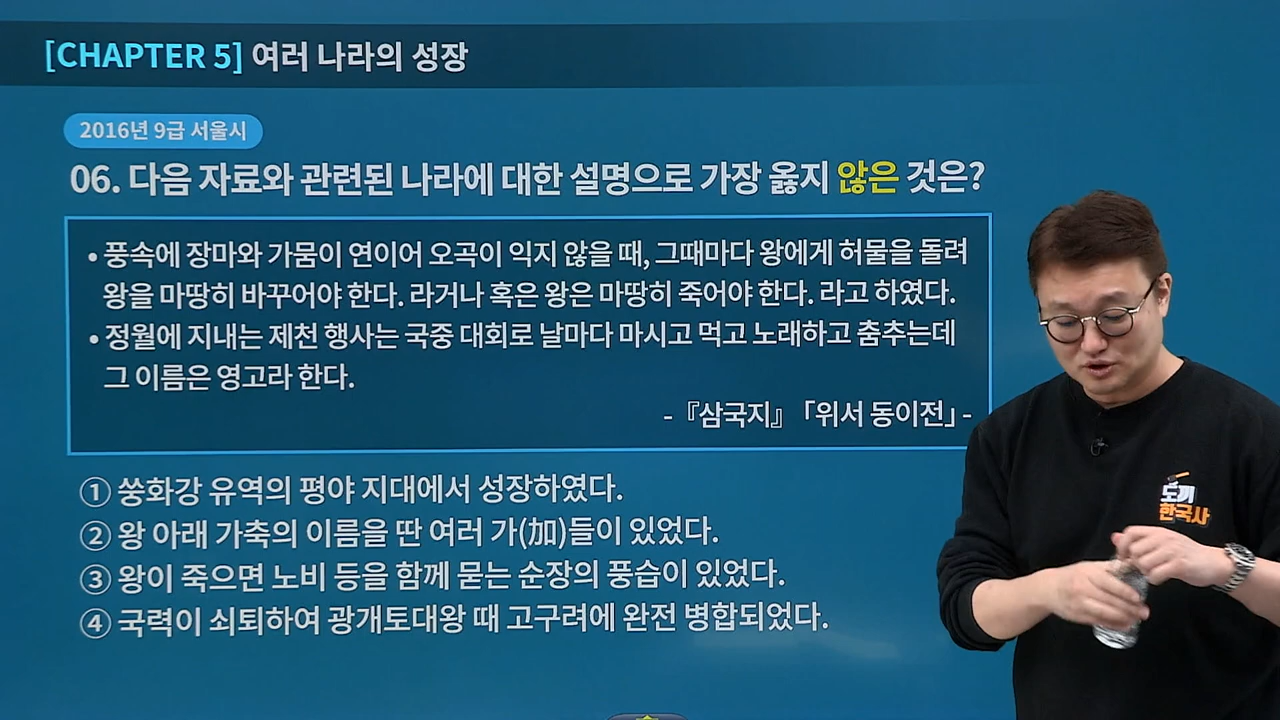 [CHAPTER 5] 여러 나라의 성장
2016년 9급 서울시
06. 다음 자료와 관련된 나라에 대한 설명으로 가장 옳지 않은 것은?
• 풍속에 장마와 가뭄이 연이어 오곡이 익지 않을 때, 그때마다 왕에게 허물을 돌려
왕을 마땅히 바꾸어야 한다. 라거나 혹은 왕은 마땅히 죽어야 한다. 라고 하였다.
• 정월에 지내는 제천 행사는 국중 대회로 날마다 마시고 먹고 노래하고 춤추는데
그 이름은 영고라 한다.
-『삼국지』「위서 동이전」-
① 쑹화강 유역의 평야 지대에서 성장하였다.
② 왕 아래 가축의 이름을 딴 여러 가(加)들이 있었다.
③ 왕이 죽으면 노비 등을 함께 묻는 순장의 풍습이 있었다.
④ 국력이 쇠퇴하여 광개토대왕 때 고구려에 완전 병합되었다.
도끼
한국사